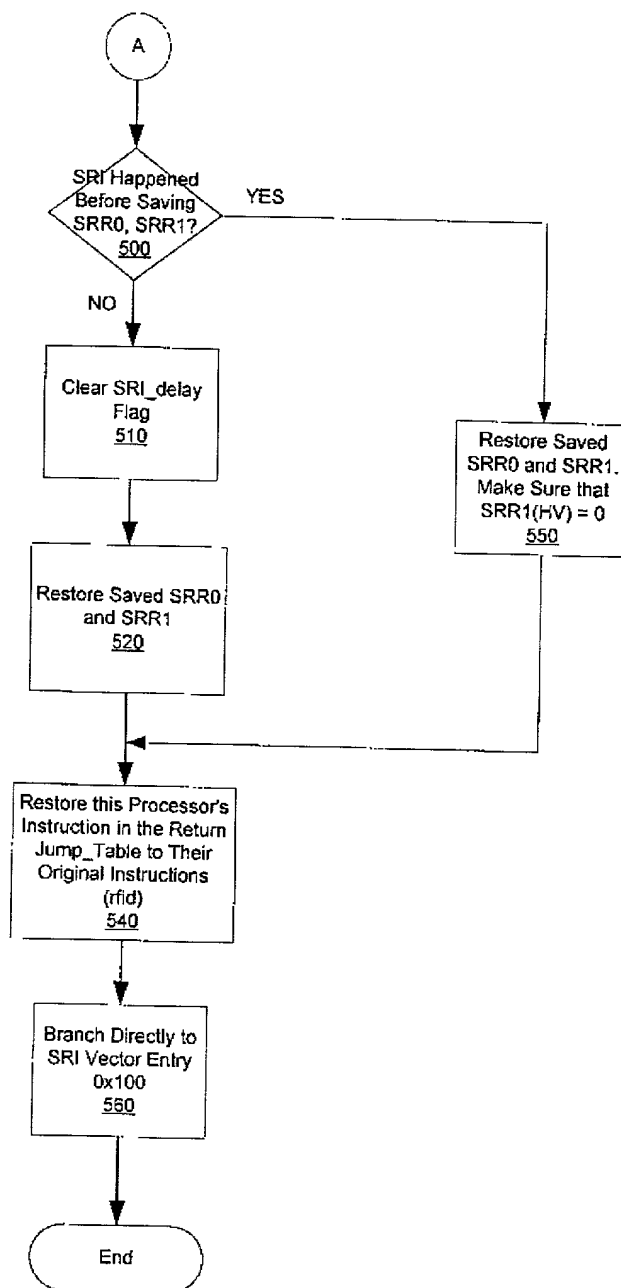 A
SRI Happened
Before Saving
SRR0, SRR1?
500
YES
NO
Clear SRI_delay
Flag
510
Restore Saved
SRR0 and SRR1.
Make Sure that
SRR1(HV) = 0
550
Restore Saved SRR0
and SRR1
520
Restore this Processor's
Instruction in the Return
Jump_Table to Their
Original Instructions
(rfid)
540
Branch Directly to
SRI Vector Entry
0x100
560
End